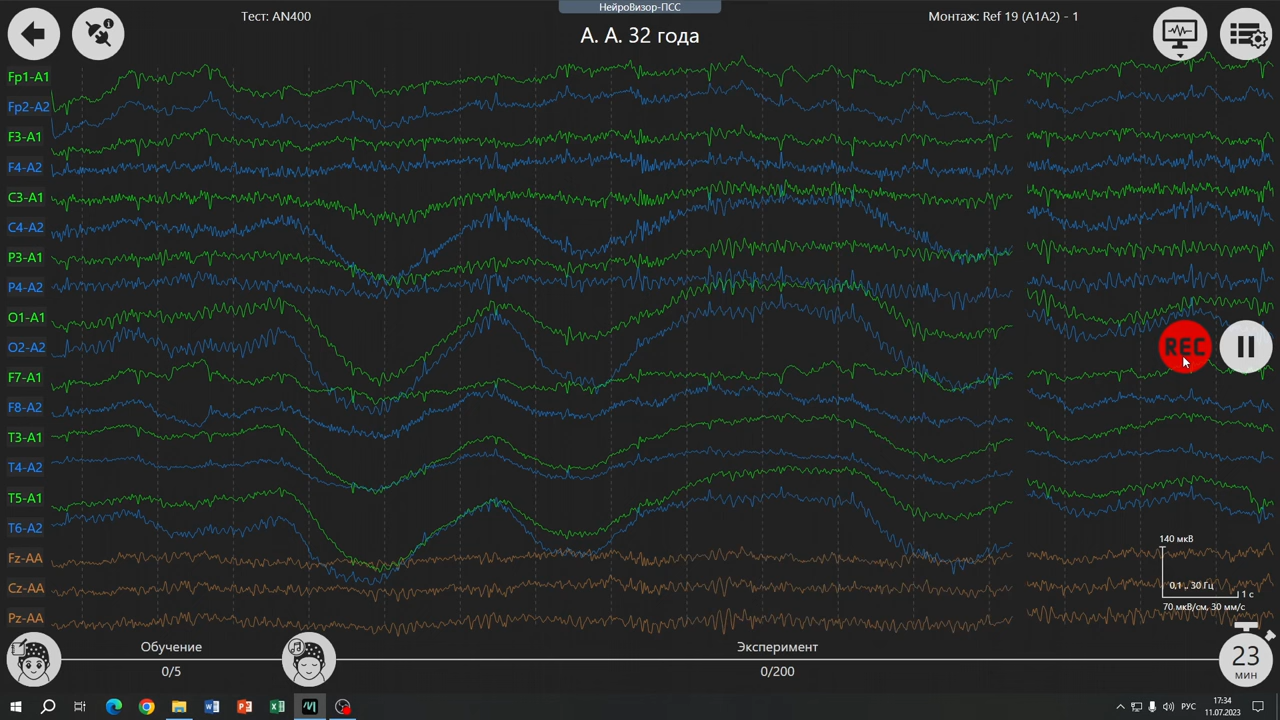 НейроВизор-ПСС
Тест: AN400
А. А. 32 года
Монтаж: Ref 19 (A1A2) - 1
Fp1-A1
Fp2-A2
F3-A1
F4-A2
C3-A1
C4-A2
P3-A1
P4-A2
O1-A1
O2-A2
F7-A1
F8-A2
T3-A1
T4-A2
T5-A1
T6-A2
Fz-AA
Cz-AA
Pz-AA
REC
140 мкВ
0,1 , 30 Гц
1 с
70 мкВ/см, 30 мм/с
Обучение
0/5
Эксперимент
0/200
23
мин
РУС
17:34
11.07.2023